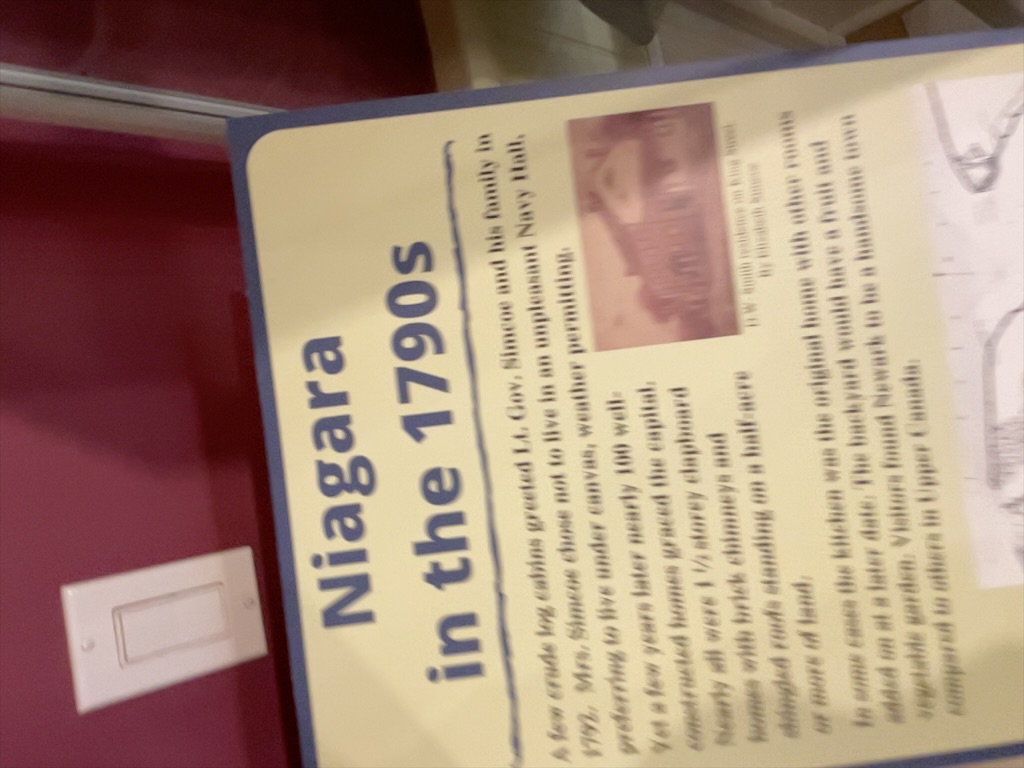 Niagara
in the 1790s
A few crude log cabins greeted Lt. Gov. Simcoe and his family in
1792. Mrs. Simcoe chose not to live in an unpleasant Navy Hall,
preferring to live under canvas, weather permitting.
Yet a few years later nearly 100 well-
constructed homes graced the capital.
Nearly all were 1 1/2 storey clapboard
homes with brick chimneys and
shingled roofs standing on a half-acre
or more of land.
by Elizabeth Simcoe
In some cases the kitchen was the original home with other rooms
added on at a later date. The backyard would have a fruit and
vegetable garden. Visitors found Newark to be a handsome town
compared to others in Upper Canada.